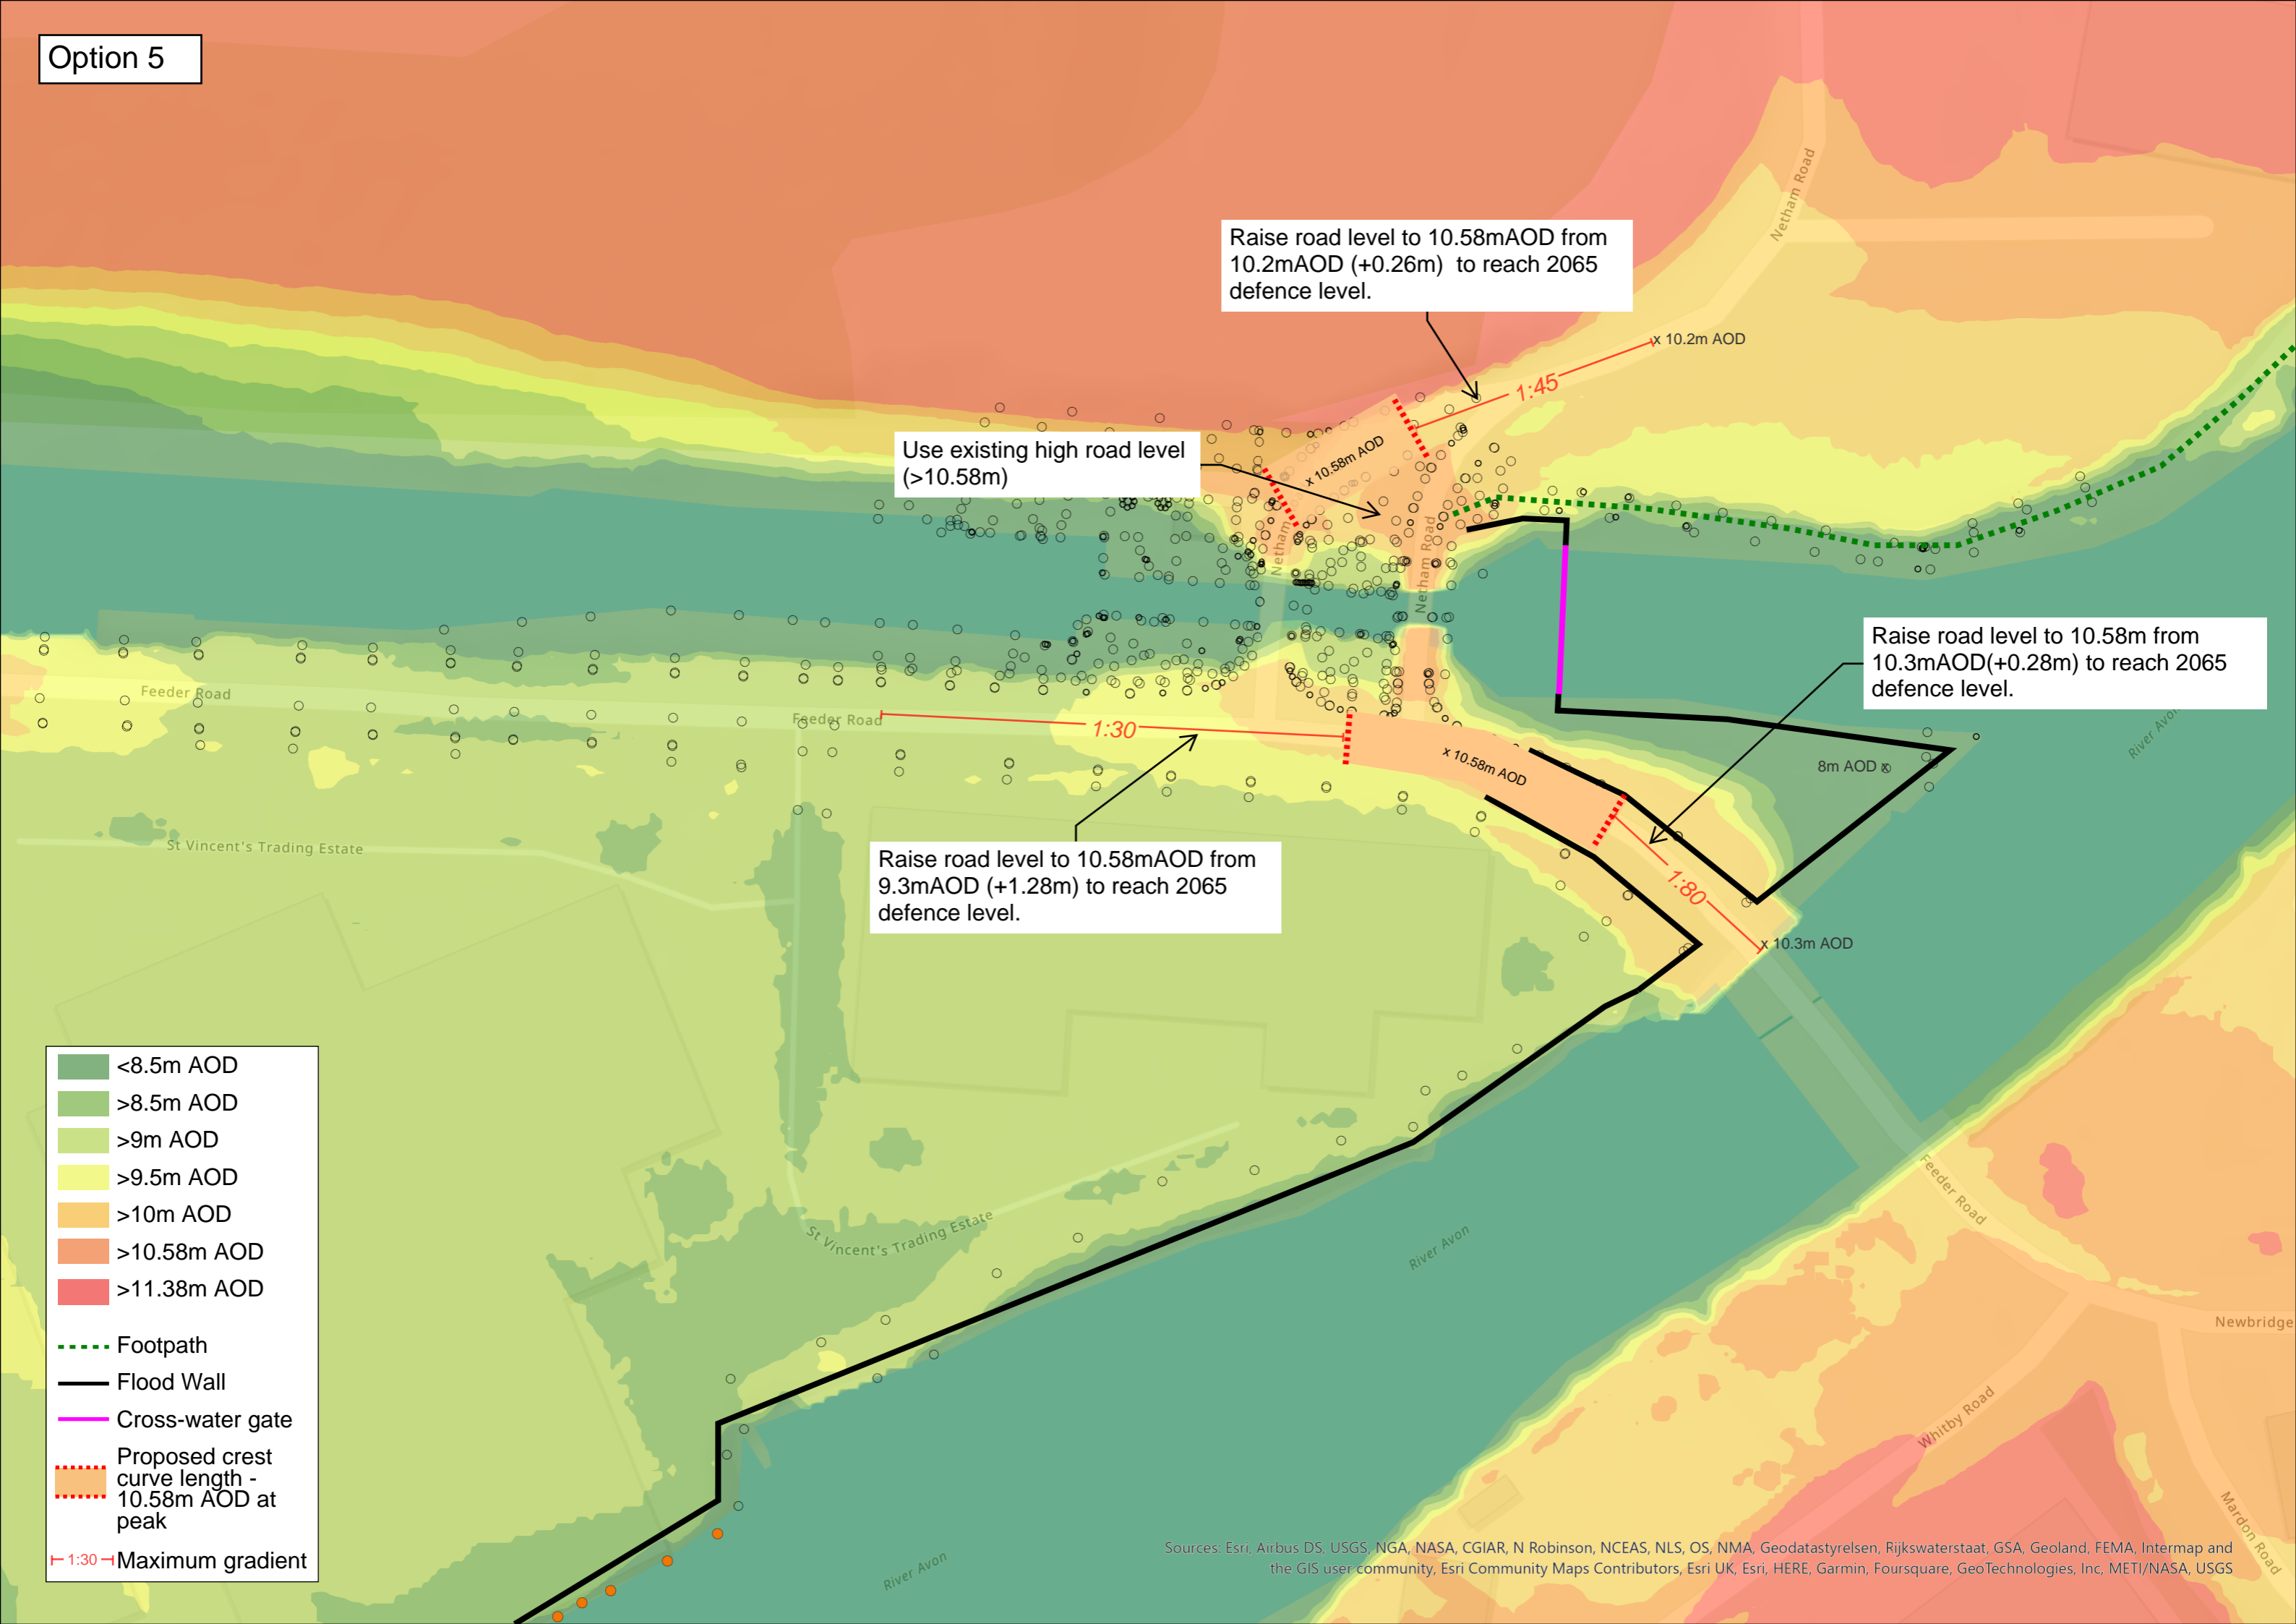 Option 5
Netham Road
Raise road level to 10.58mAOD from
10.2mAOD (+0.26m)  to reach 2065
defence level.
x 10.2m AOD
1:45
Use existing high road level
(>10.58m)
x 10.58m AOD
Netham
Netham Road
Raise road level to 10.58m from
10.3mAOD(+0.28m) to reach 2065
defence level.
River Avon
Feeder Road
Feeder Road
1:30
x 10.58m AOD
8m AOD x
Raise road level to 10.58mAOD from
9.3mAOD (+1.28m) to reach 2065
defence level.
St Vincent's Trading Estate
1:80
x 10.3m AOD
<8.5m AOD
>8.5m AOD
>9m AOD
>9.5m AOD
>10m AOD
>10.58m AOD
>11.38m AOD
Footpath
Flood Wall
Cross-water gate
Proposed crest
curve length -
10.58m AOD at
peak
1:30
Maximum gradient
St Vincent's Trading Estate
River Avon
Feeder Road
Newbridge
Whitby Road
Mardon Road
River Avon
Sources: Esri, Airbus DS, USGS, NGA, NASA, CGIAR, N Robinson, NCEAS, NLS, OS, NMA, Geodatastyrelsen, Rijkswaterstaat, GSA, Geoland, FEMA, Intermap and
the GIS user community, Esri Community Maps Contributors, Esri UK, Esri, HERE, Garmin, Foursquare, GeoTechnologies, Inc, METI/NASA, USGS